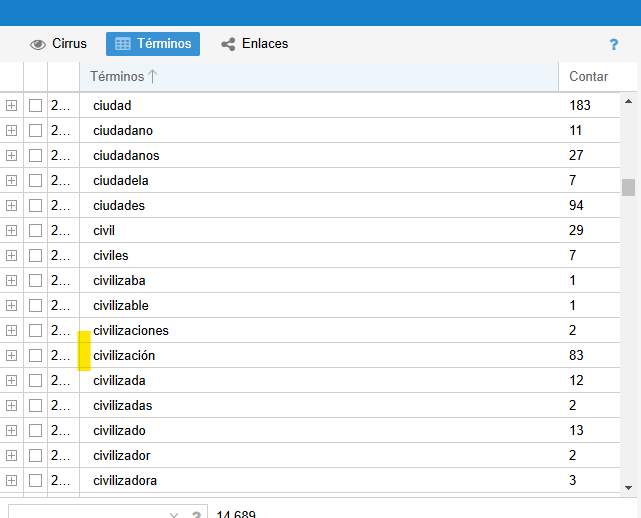 Cirrus Términos Enlaces ?
Términos Contar
2... ciudad 183
2... ciudadano 11
2... ciudadanos 27
2... ciudadela 7
2... ciudades 94
2... civil 29
2... civiles 7
2... civilizaba 1
2... civilizable 1
2... civilizaciones 2
2... civilización 83
2... civilizada 12
2... civilizadas 2
2... civilizado 13
2... civilizador 2
2... civilizadora 3
? 14.689